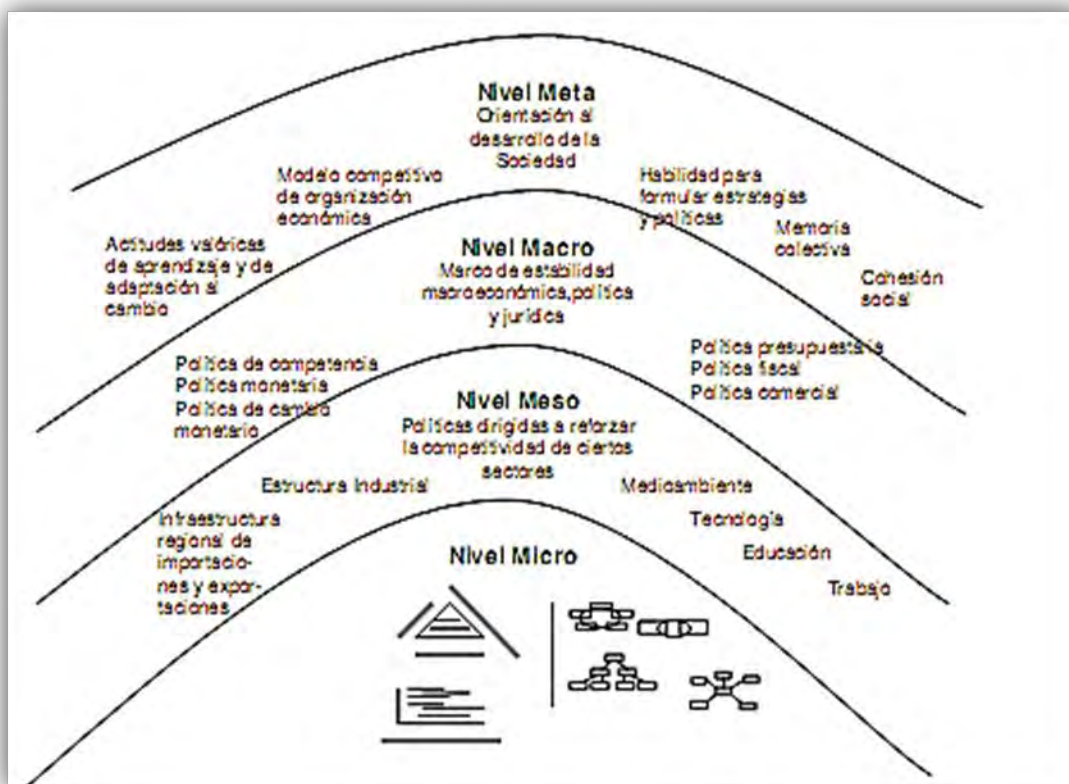 Nivel Meta
Orientación al
desarrollo de la
Sociedad
Modelo competitivo
de organización
económica
Habilidad para
formular estrategias
y políticas
Actitudes valóricas
de aprendizaje y de
adaptación al
cambio
Memoria
colectiva
Cohesión
social
Nivel Macro
Marco de estabilidad
macroeconómica, política
y jurídica
Política de competencia
Política monetaria
Política de cambio
monetario
Política presupuestaria
Política fiscal
Política comercial
Nivel Meso
Políticas dirigidas a reforzar
la competitividad de ciertos
sectores
Estructura Industrial
Infraestructura
regional de
importacio-
nes y expor-
taciones
Medioambiente
Tecnología
Educación
Trabajo
Nivel Micro